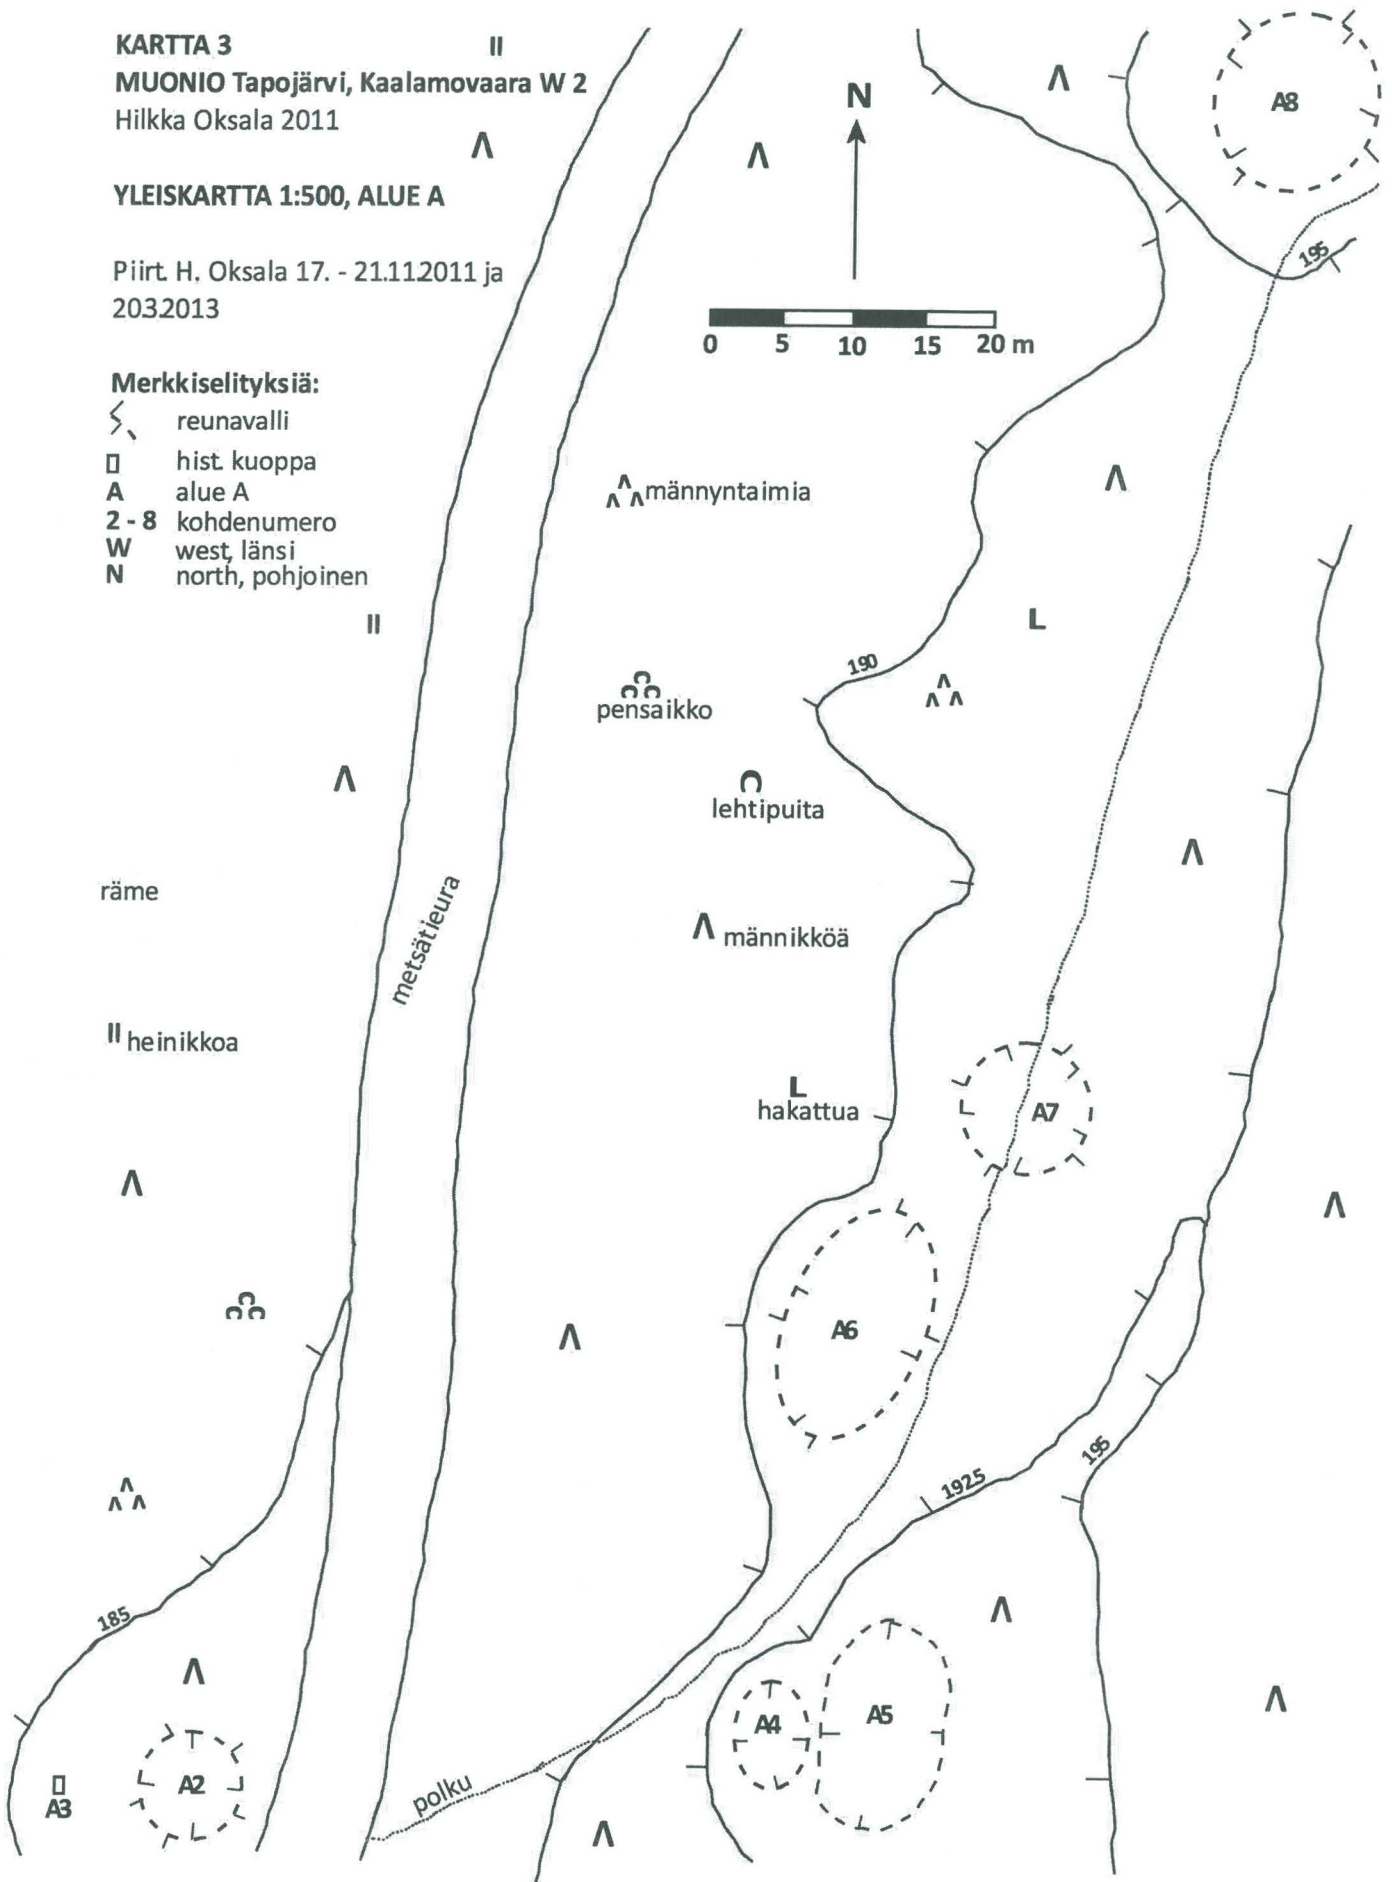 KARTTA 3
MUONIO Tapojärvi, Kaalamovaara W 2
Hilkka Oksala 2011
YLEISKARTTA 1:500, ALUE A
Piirt. H. Oksala 17. - 21.11.2011 ja
20.3.2013
Merkkiselityksiä:
reunavalli
hist. kuoppa
A alue A
2 - 8 kohdenumero
W west, länsi
N north, pohjoinen
N
0 5 10 15 20 m
A8
195
männyntaimia
L
190
pensaikko
lehtipuita
räme
metsätieura
männikköä
heinikkoa
L
hakattua
A7
A6
195
1925
185
A4
A5
A2
A3
polku